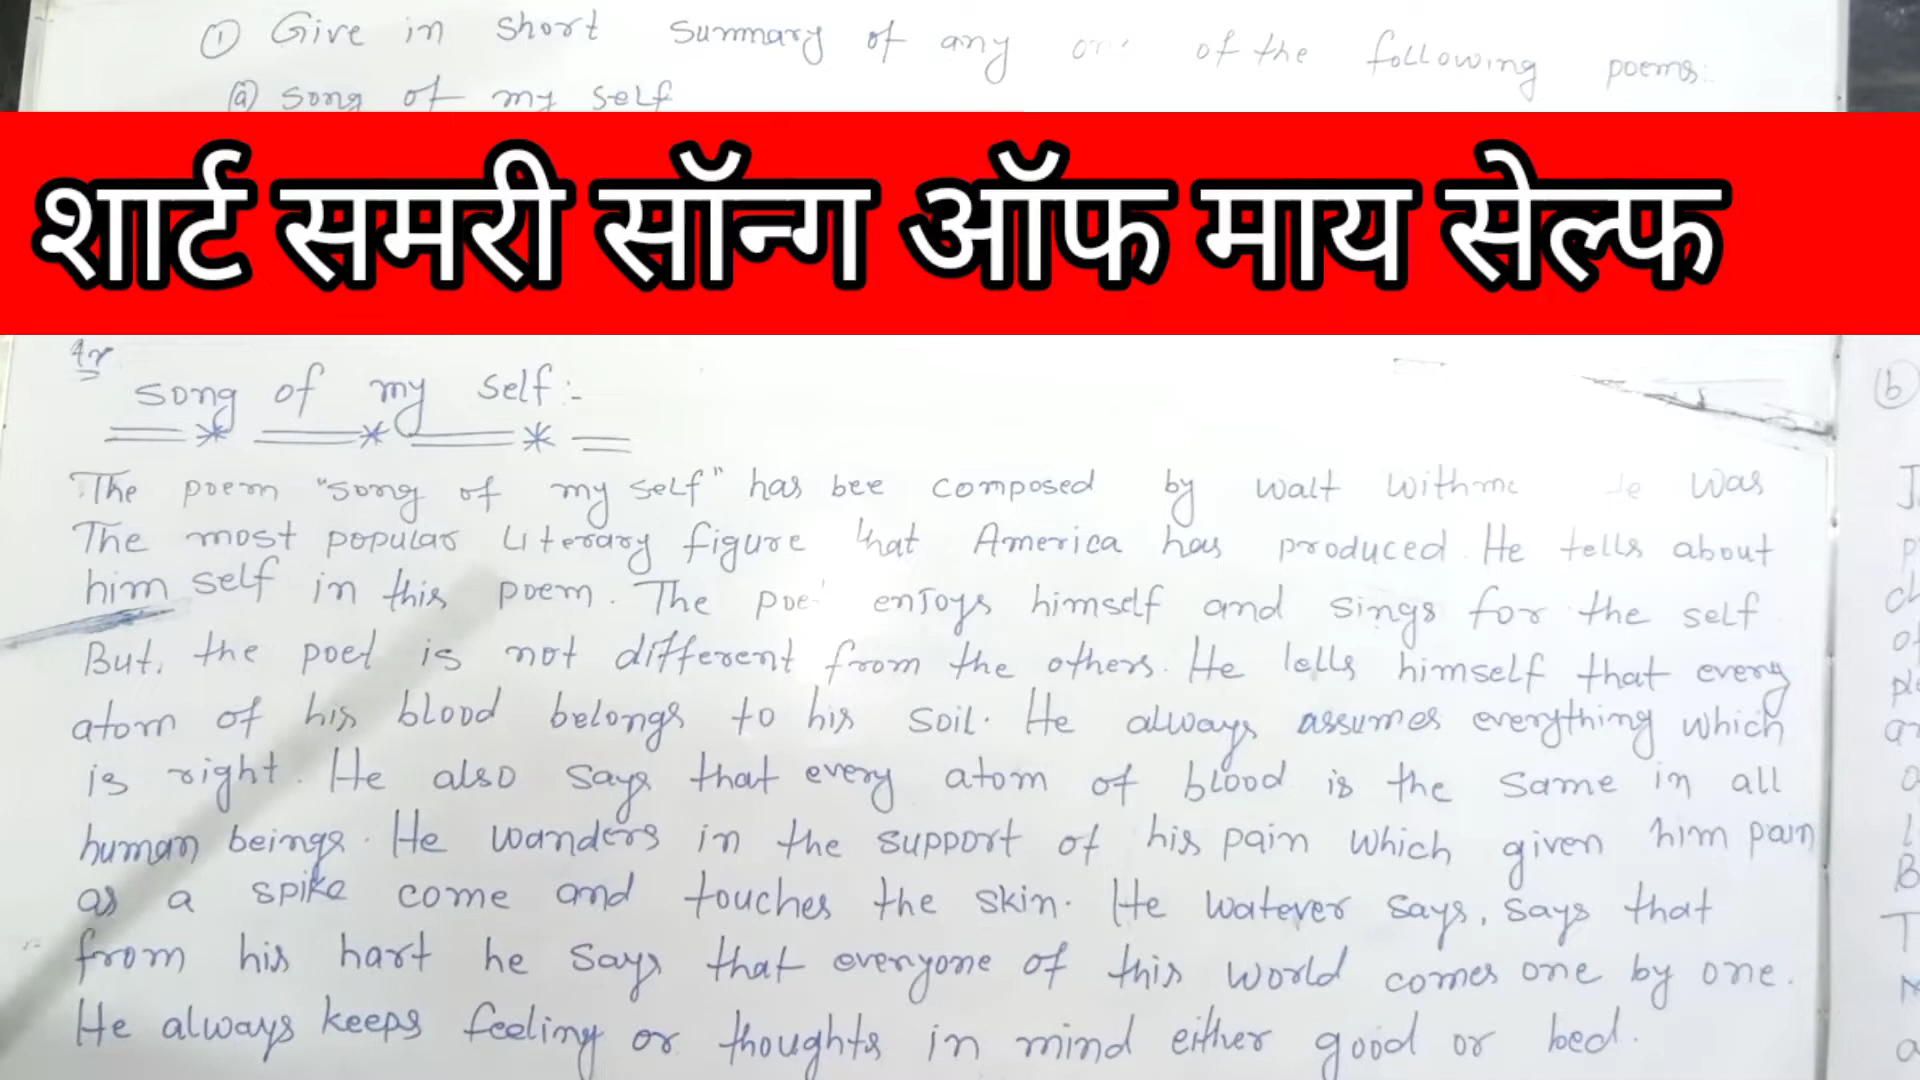 ① Give in short summary of any of the following poems:
ⓐ song of my self
शार्ट समरी सॉन्ग ऑफ माय सेल्फ
song of my self:-
The poem "song of my self" has bee composed by walt was
The most popular Literary figure that America has produced. He tells about
him self in this poem. The enjoys himself and sings for the self
But, the poet is not different from the others. He lells himself that every
atom of his blood belongs to his soil. He always assumes everything which
is right. He also says that every atom of blood is the same in all
human beings. He wanders in the support of his pain which given him pain
as a spike come and touches the skin. He watever says, says that
from his hart he says that everyone of this world comes one by one.
He always keeps feeling or thoughts in mind either good or bed.
ⓑ